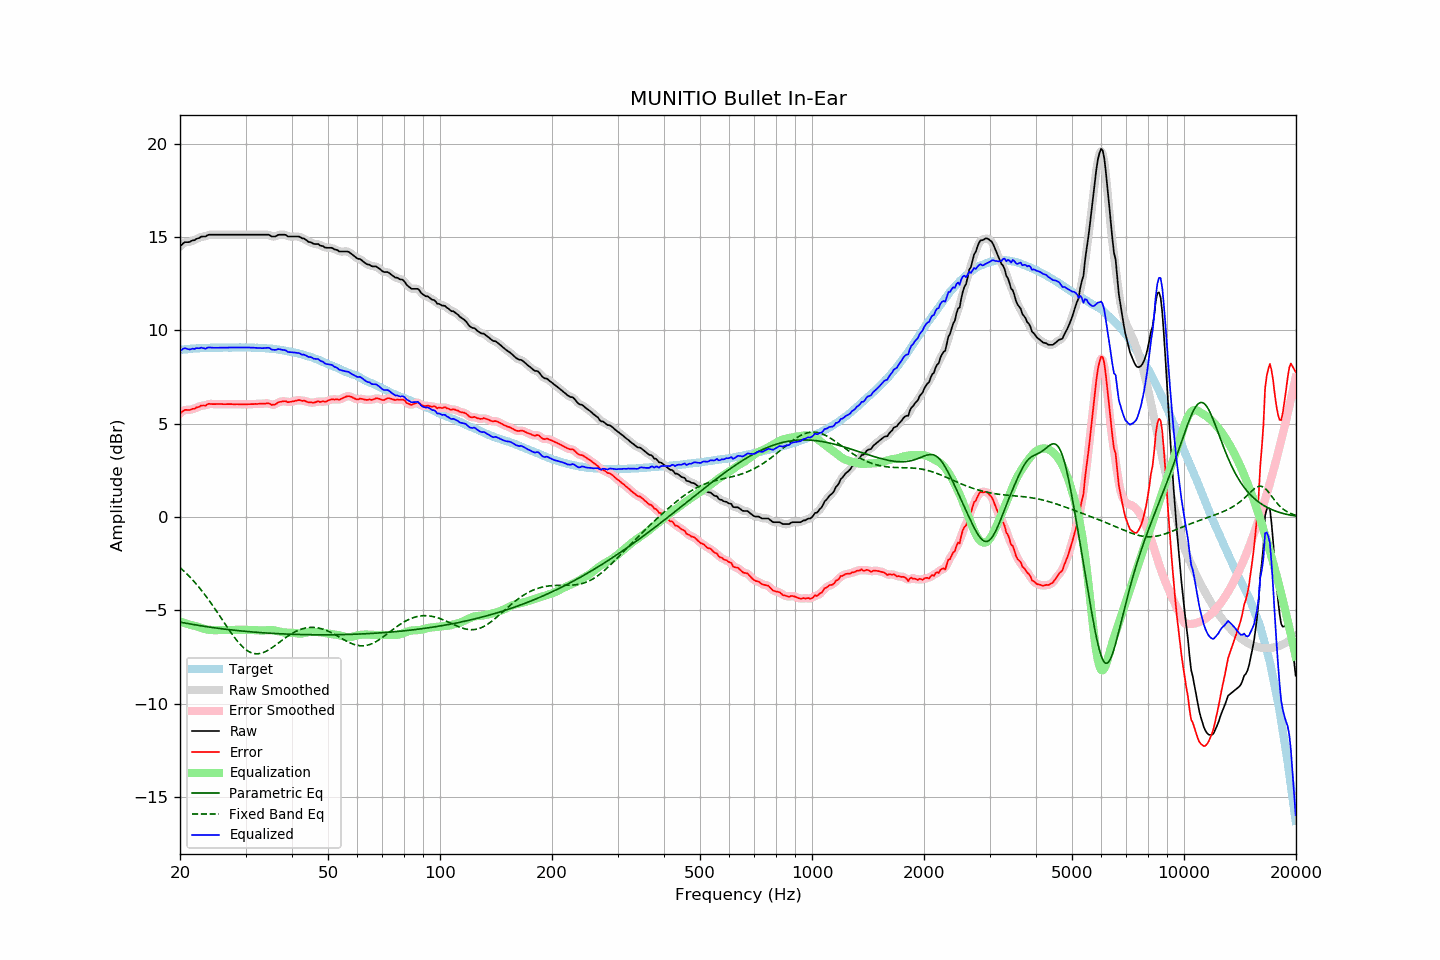 MUNITIO Bullet In-Ear
Amplitude (dBr)
20
15
10
5
0
−5
−10
−15
Target
Raw Smoothed
Error Smoothed
Raw
Error
Equalization
Parametric Eq
Fixed Band Eq
Equalized
20 50 100 200 500 1000 2000 5000 10000 20000
Frequency (Hz)